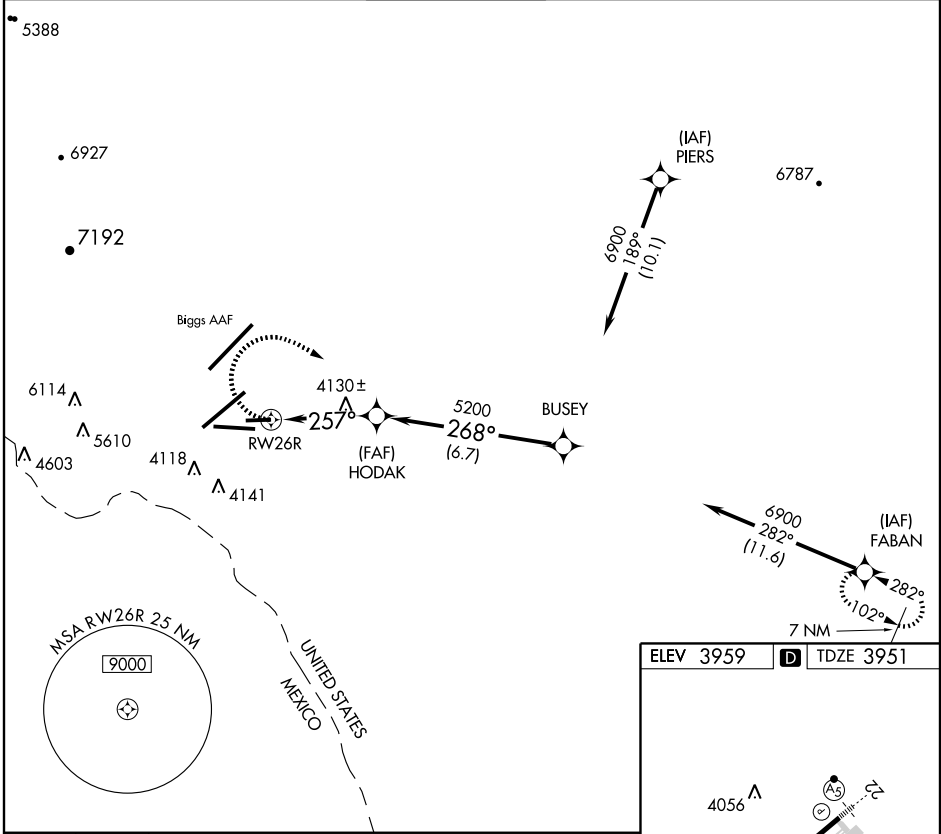 5388
6927
(IAF)
PIERS
6787
7192
6900
189°
(10.1)
Biggs AAF
6114
4130±
5200
BUSEY
257°
268°
(6.7)
RW26R
(FAF)
HODAK
5610
4603
4118
4141
6900
282°
(11.6)
(IAF)
FABAN
282°
102°
7 NM
MSA RW26R 25 NM
9000
UNITED STATES
MEXICO
ELEV 3959
D
TDZE 3951
4056
A5
P
22